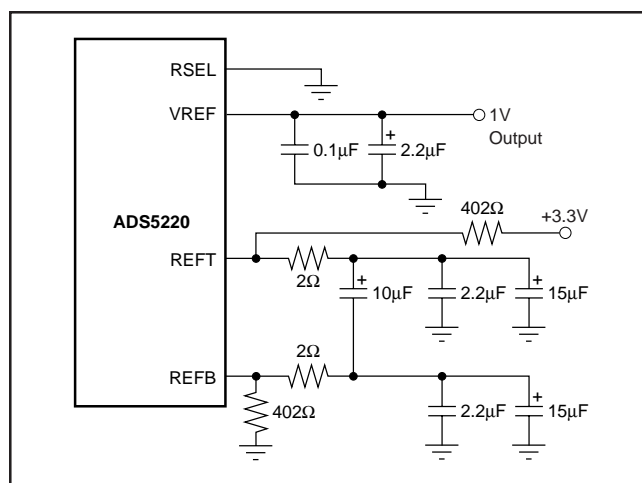 RSEL
VREF
1V
Output
0.1µF
+
2.2µF
ADS5220
402Ω
+3.3V
REFT
2Ω
+
10µF
2.2µF
+
15µF
2Ω
REFB
402Ω
2.2µF
+
15µF